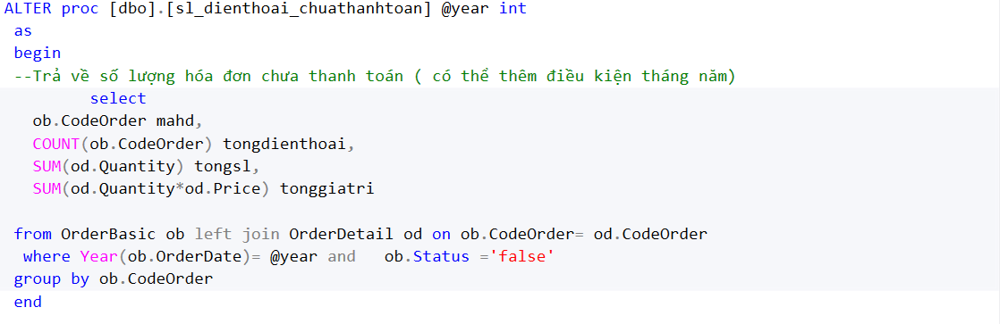 ALTER proc [dbo].[sl_dienthoai_chuathanhtoan] @year int
as
begin
--Trả về số lượng hóa đơn chưa thanh toán ( có thể thêm điều kiện tháng năm)
select
ob.CodeOrder mahd,
COUNT(ob.CodeOrder) tongdienthoai,
SUM(od.Quantity) tongsl,
SUM(od.Quantity*od.Price) tonggiatri
from OrderBasic ob left join OrderDetail od on ob.CodeOrder= od.CodeOrder
where Year(ob.OrderDate)= @year and   ob.Status ='false'
group by ob.CodeOrder
end